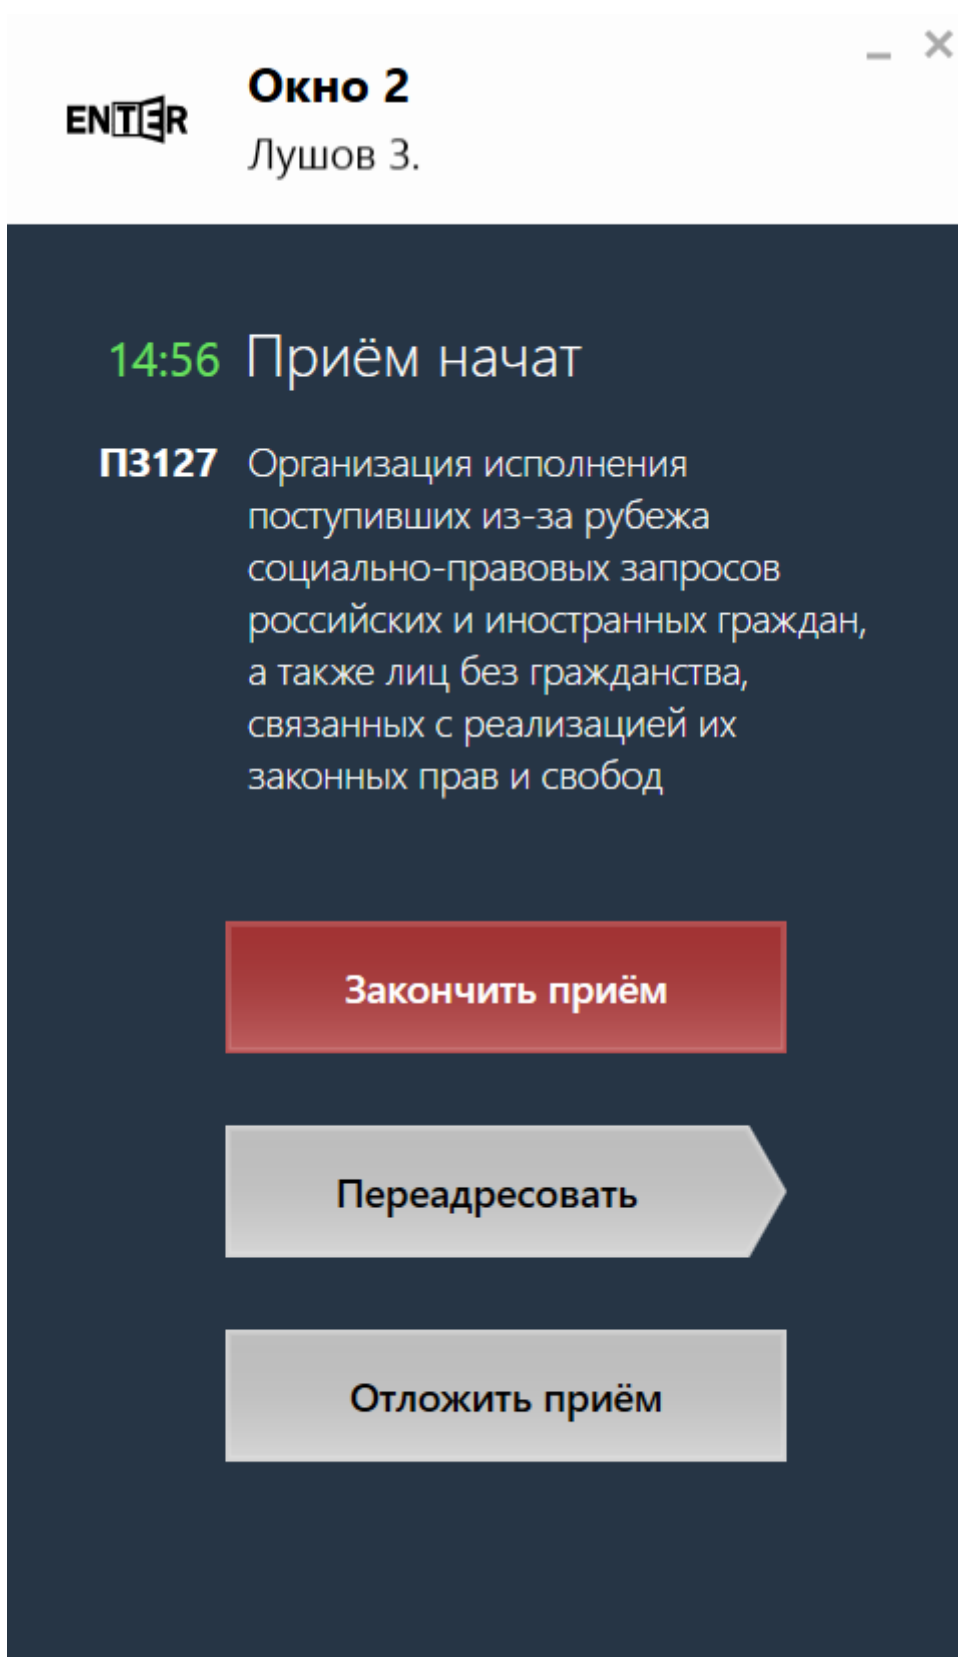 Окно 2
ENTER
Лушов З.
14:56 Приём начат
П3127 Организация исполнения
поступивших из-за рубежа
социально-правовых запросов
российских и иностранных граждан,
а также лиц без гражданства,
связанных с реализацией их
законных прав и свобод
Закончить приём
Переадресовать
Отложить приём